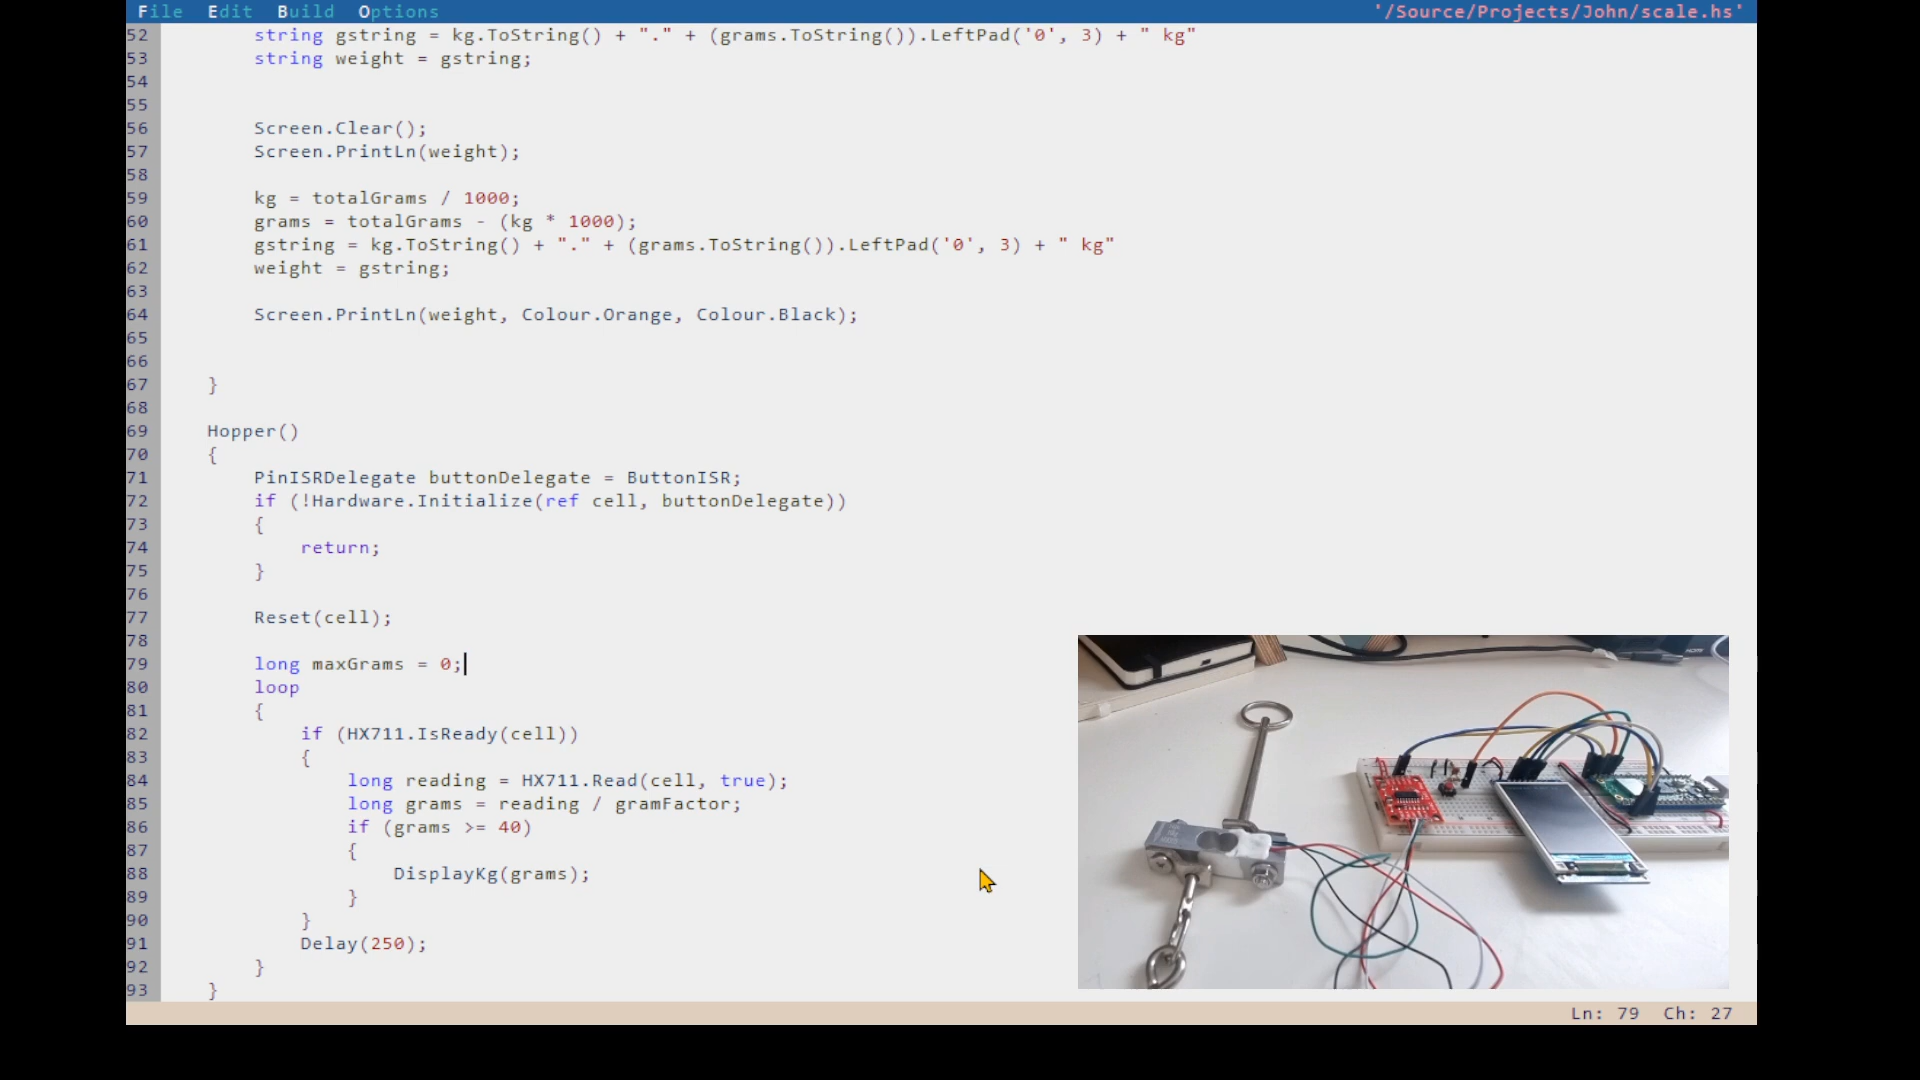 File Edit Build Options '/Source/Projects/John/scale.hs'
52 string gstring = kg.ToString() + "." + (grams.ToString()).LeftPad('0', 3) + " kg"
53 string weight = gstring;
54
55
56 Screen.Clear();
57 Screen.PrintLn(weight);
58
59 kg = totalGrams / 1000;
60 grams = totalGrams - (kg * 1000);
61 gstring = kg.ToString() + "." + (grams.ToString()).LeftPad('0', 3) + " kg"
62 weight = gstring;
63
64 Screen.PrintLn(weight, Colour.Orange, Colour.Black);
65
66
67 }
68
69 Hopper()
70 {
71 PinISRDelegate buttonDelegate = ButtonISR;
72 if (!Hardware.Initialize(ref cell, buttonDelegate))
73 {
74 return;
75 }
76
77 Reset(cell);
78
79 long maxGrams = 0;
80 loop
81 {
82 if (HX711.IsReady(cell))
83 {
84 long reading = HX711.Read(cell, true);
85 long grams = reading / gramFactor;
86 if (grams >= 40)
87 {
88 DisplayKg(grams);
89 }
90 }
91 Delay(250);
92 }
93 }
Ln: 79 Ch: 27